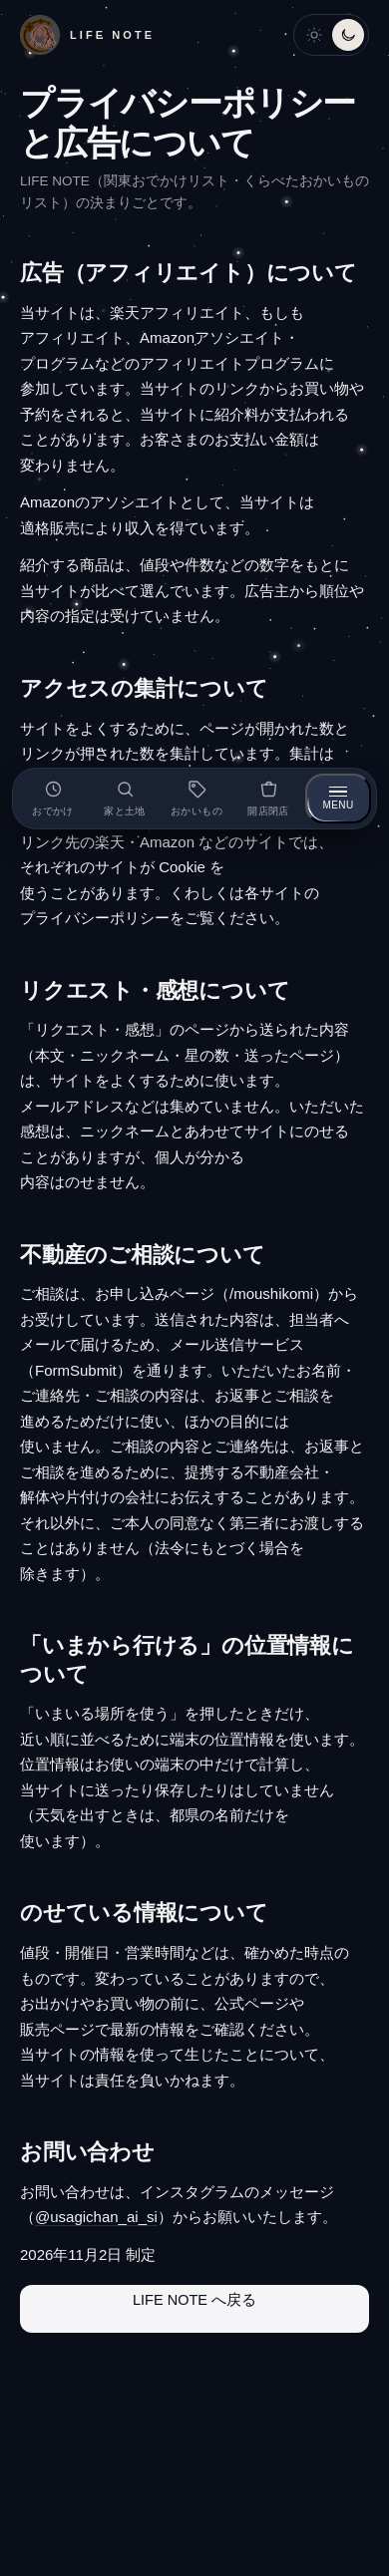 LIFE NOTE
プライバシーポリシー
と広告について
LIFE NOTE（関東おでかけリスト・くらべたおかいもの
リスト）の決まりごとです。
広告（アフィリエイト）について
当サイトは、楽天アフィリエイト、もしも
アフィリエイト、Amazonアソシエイト・
プログラムなどのアフィリエイトプログラムに
参加しています。当サイトのリンクからお買い物や
予約をされると、当サイトに紹介料が支払われる
ことがあります。お客さまのお支払い金額は
変わりません。
Amazonのアソシエイトとして、当サイトは
適格販売により収入を得ています。
紹介する商品は、値段や件数などの数字をもとに
当サイトが比べて選んでいます。広告主から順位や
内容の指定は受けていません。
アクセスの集計について
サイトをよくするために、ページが開かれた数と
リンクが押された数を集計しています。集計は
おでかけ
家と土地
おかいもの
開店閉店
MENU
リンク先の楽天・Amazon などのサイトでは、
それぞれのサイトが Cookie を
使うことがあります。くわしくは各サイトの
プライバシーポリシーをご覧ください。
リクエスト・感想について
「リクエスト・感想」のページから送られた内容
（本文・ニックネーム・星の数・送ったページ）
は、サイトをよくするために使います。
メールアドレスなどは集めていません。いただいた
感想は、ニックネームとあわせてサイトにのせる
ことがありますが、個人が分かる
内容はのせません。
不動産のご相談について
ご相談は、お申し込みページ（/moushikomi）から
お受けしています。送信された内容は、担当者へ
メールで届けるため、メール送信サービス
（FormSubmit）を通ります。いただいたお名前・
ご連絡先・ご相談の内容は、お返事とご相談を
進めるためだけに使い、ほかの目的には
使いません。ご相談の内容とご連絡先は、お返事と
ご相談を進めるために、提携する不動産会社・
解体や片付けの会社にお伝えすることがあります。
それ以外に、ご本人の同意なく第三者にお渡しする
ことはありません（法令にもとづく場合を
除きます）。
「いまから行ける」の位置情報に
ついて
「いまいる場所を使う」を押したときだけ、
近い順に並べるために端末の位置情報を使います。
位置情報はお使いの端末の中だけで計算し、
当サイトに送ったり保存したりはしていません
（天気を出すときは、都県の名前だけを
使います）。
のせている情報について
値段・開催日・営業時間などは、確かめた時点の
ものです。変わっていることがありますので、
お出かけやお買い物の前に、公式ページや
販売ページで最新の情報をご確認ください。
当サイトの情報を使って生じたことについて、
当サイトは責任を負いかねます。
お問い合わせ
お問い合わせは、インスタグラムのメッセージ
（@usagichan_ai_si）からお願いいたします。
2026年11月2日 制定
LIFE NOTE へ戻る